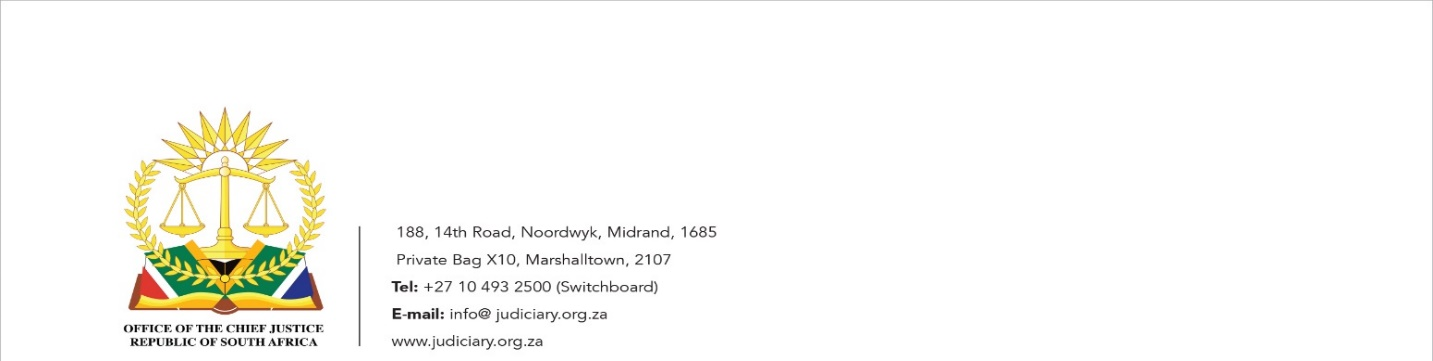 188, 14th Road, Noordwyk, Midrand, 1685
Private Bag X10, Marshalltown, 2107
Tel: +27 10 493 2500 (Switchboard)
E-mail: info@ judiciary.org.za
www.judiciary.org.za
OFFICE OF THE CHIEF JUSTICE
REPUBLIC OF SOUTH AFRICA